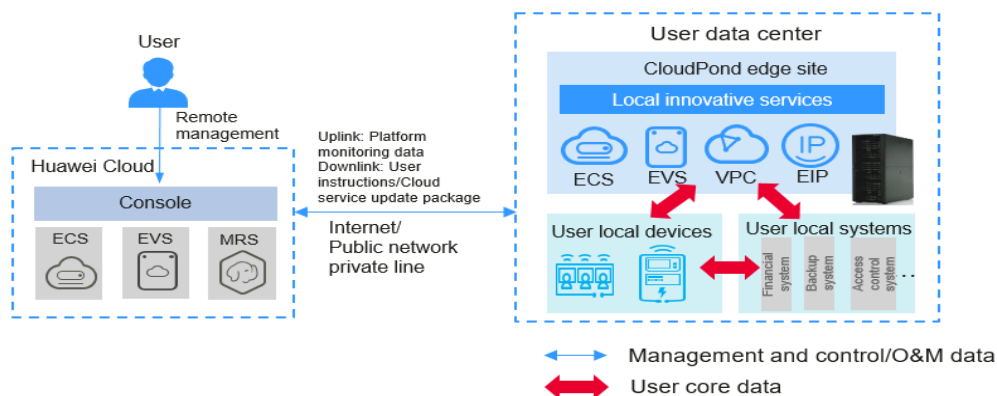 User
Remote
management
Huawei Cloud
Console
ECS
EVS
MRS
Uplink: Platform
monitoring data
Downlink: User
instructions/Cloud
service update package
Internet/
Public network
private line
User data center
CloudPond edge site
Local innovative services
IP
ECS
EVS
VPC
EIP
User local devices
User local systems
Financial
system
Backup
system
Access
control
system
...
Management and control/O&M data
User core data